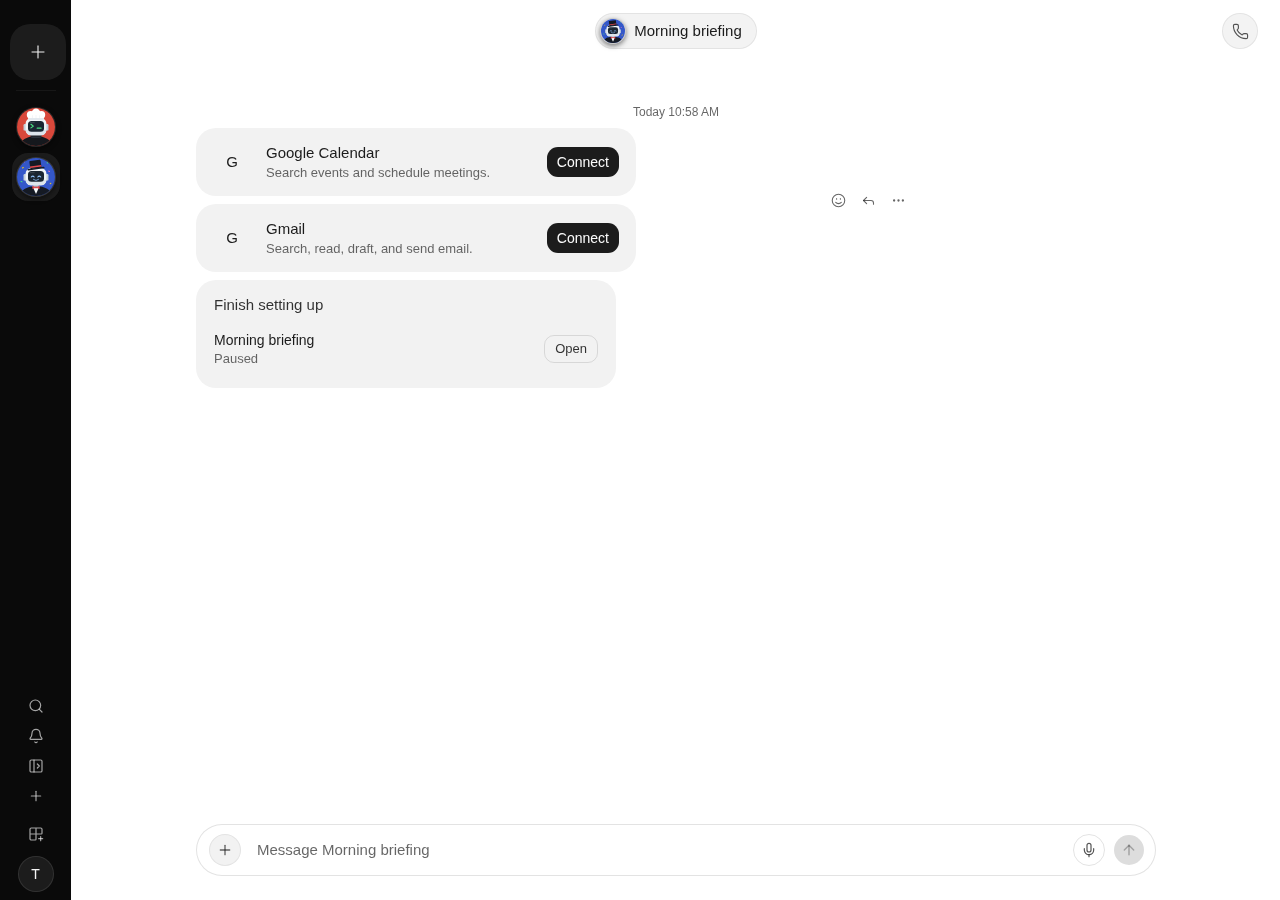 Morning briefing
Today 10:58 AM
G
Google Calendar
Search events and schedule meetings.
Connect
G
Gmail
Search, read, draft, and send email.
Connect
Finish setting up
Morning briefing
Paused
Open
Message Morning briefing
T